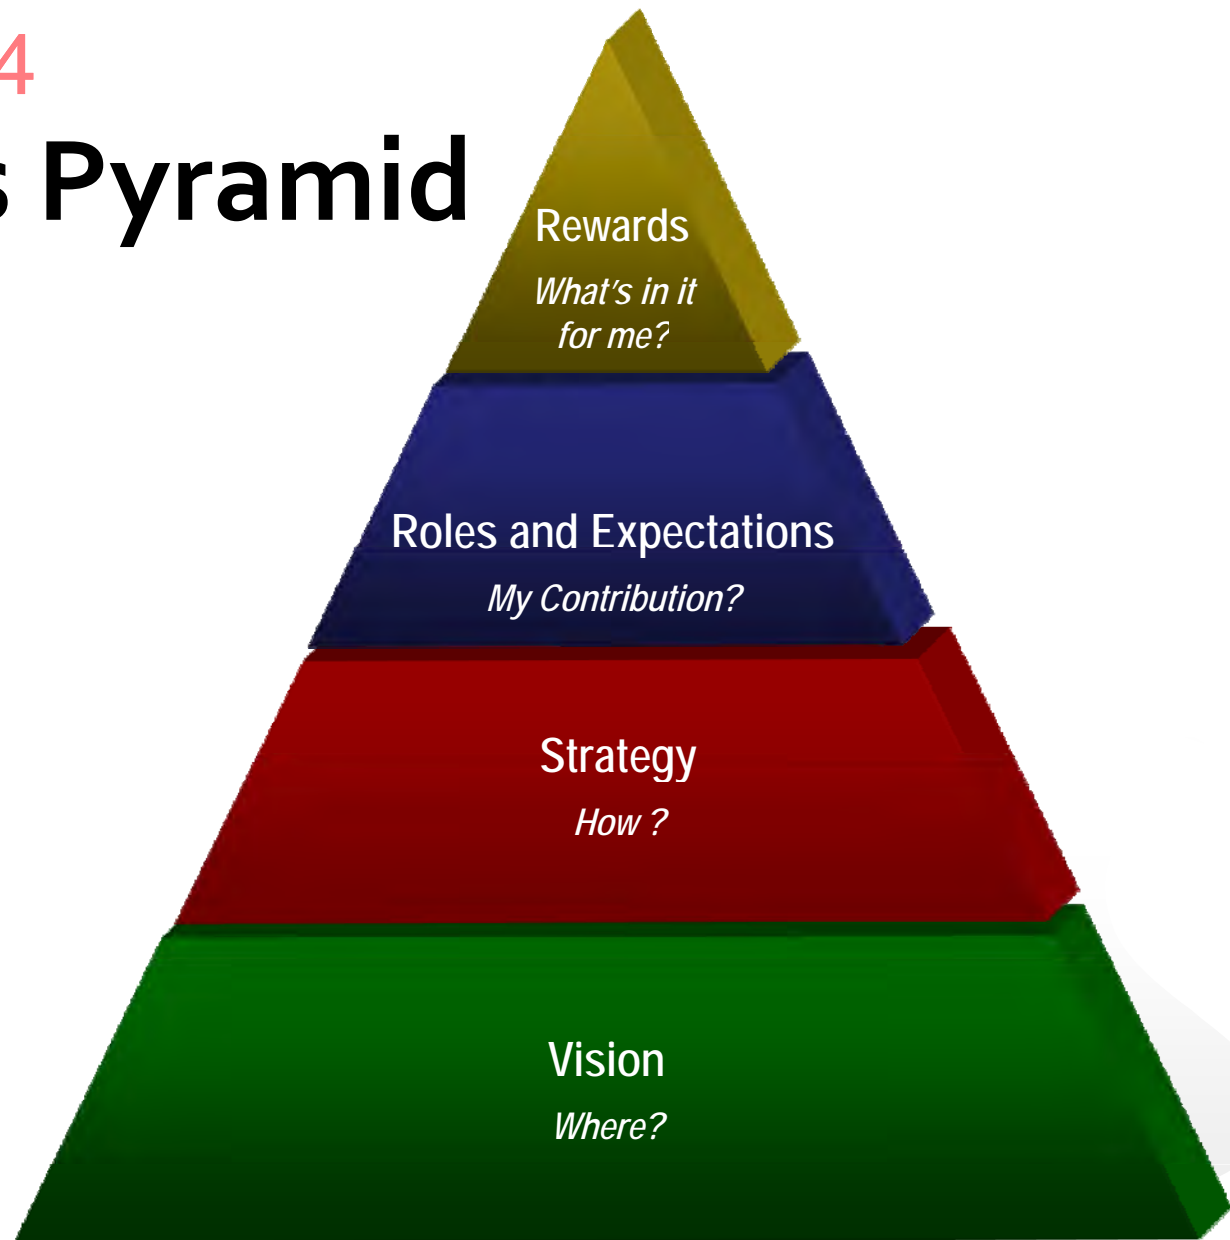 4
s Pyramid
Rewards
What's in it
for me?
Roles and Expectations
My Contribution?
Strategy
How ?
Vision
Where?